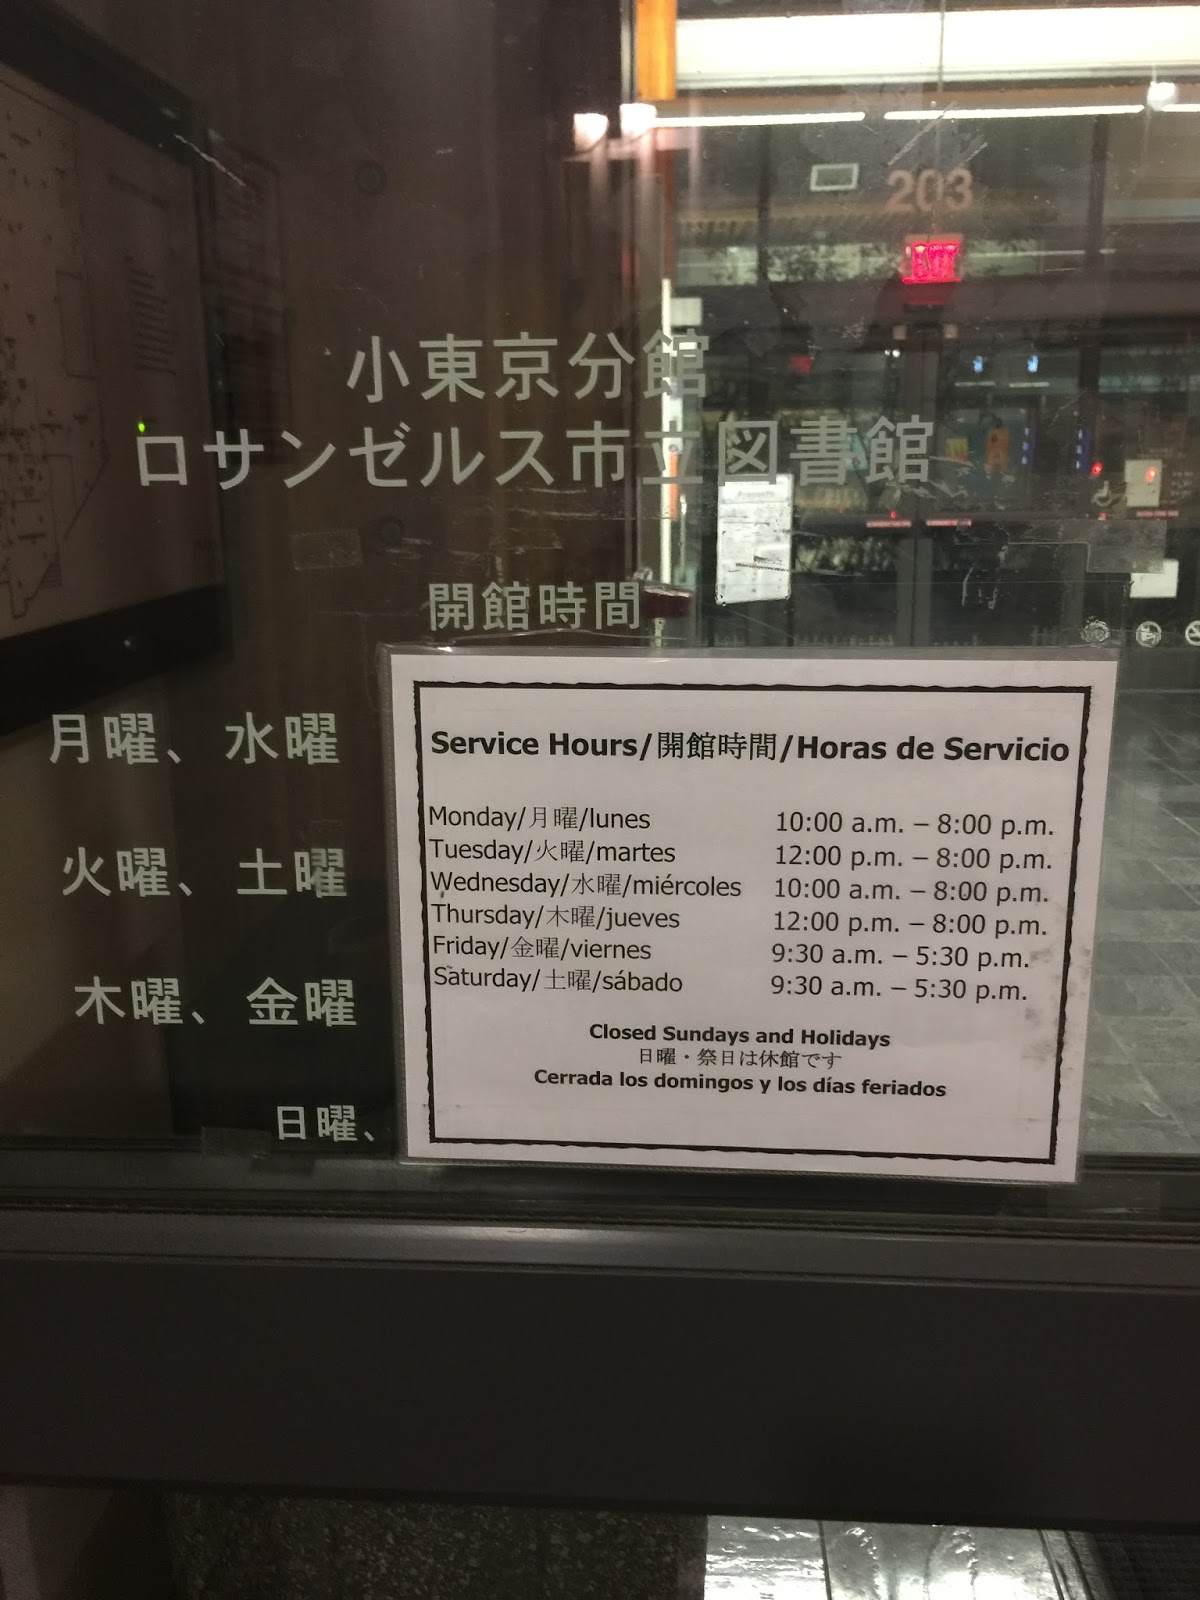 203
EXIT
小東京分館
ロサンゼルス市立図書館
開館時間
月曜、水曜
火曜、土曜
木曜、金曜
日曜、
Service Hours/開館時間/Horas de Servicio
Monday/月曜/lunes 10:00 a.m. – 8:00 p.m.
Tuesday/火曜/martes 12:00 p.m. – 8:00 p.m.
Wednesday/水曜/miércoles 10:00 a.m. – 8:00 p.m.
Thursday/木曜/jueves 12:00 p.m. – 8:00 p.m.
Friday/金曜/viernes 9:30 a.m. – 5:30 p.m.
Saturday/土曜/sábado 9:30 a.m. – 5:30 p.m.
Closed Sundays and Holidays
日曜・祭日は休館です
Cerrada los domingos y los días feriados